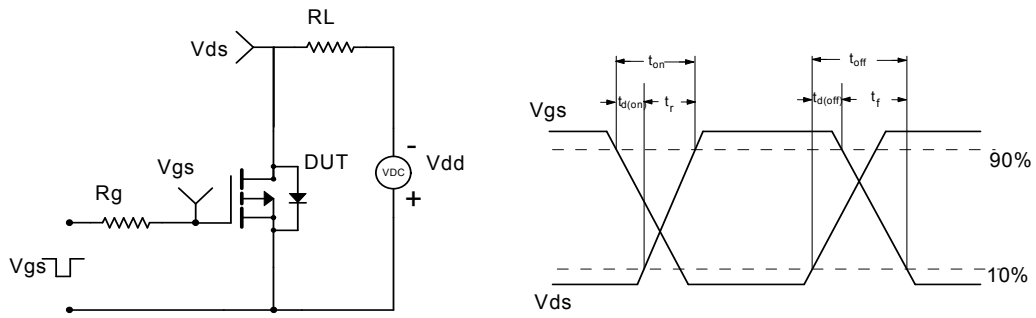 RL
Vds
Vgs
DUT
Rg
VDC
-
+
Vdd
Vgs
ton
toff
td(on)
tr
td(off)
tf
Vgs
90%
10%
Vds